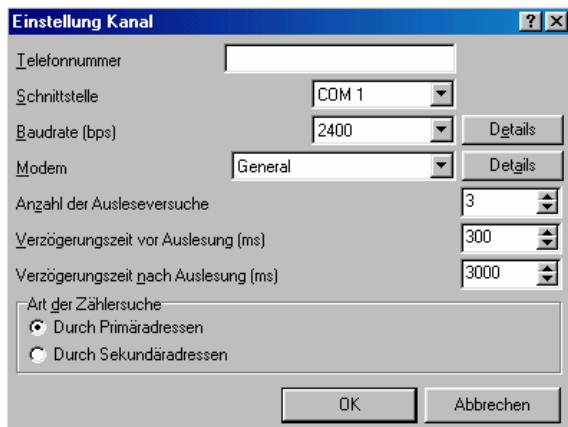 Einstellung Kanal
Telefonnummer
Schnittstelle COM 1
Baudrate (bps) 2400 Details
Modem General Details
Anzahl der Ausleseversuche 3
Verzögerungszeit vor Auslesung (ms) 300
Verzögerungszeit nach Auslesung (ms) 3000
Art der Zählersuche
Durch Primäradressen
Durch Sekundäradressen
OK Abbrechen